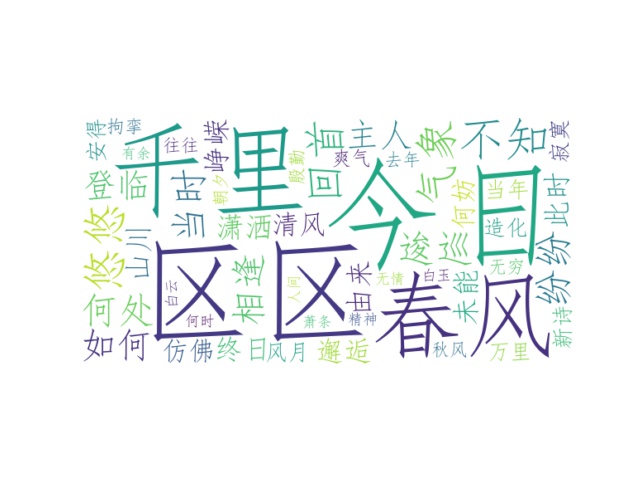 千里
今日
区区
春风
安得
拘挛
往往
有余
峥嵘
殷勤
回首
主人
爽气
去年
气象
不知
寂寞
登临
当时
朝夕
潇洒
清风
何妨
当年
造化
此时
悠悠
山川
白云
相逢
人间
由来
无情
白玉
逡巡
未能
无穷
纷纷
何处
何时
萧条
精神
如何
仿佛
终日
风月
邂逅
秋风
万里
新诗